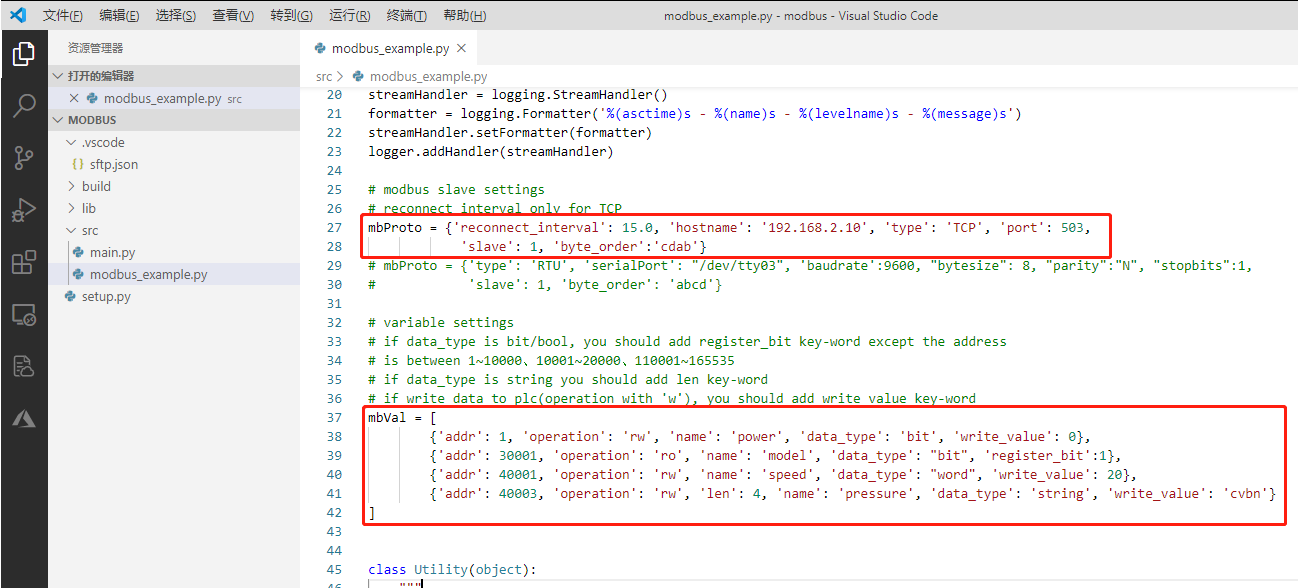 文件(F) 编辑(E) 选择(S) 查看(V) 转到(G) 运行(R) 终端(T) 帮助(H) modbus_example.py - modbus - Visual Studio Code
资源管理器
打开的编辑器
modbus_example.py src
MODBUS
.vscode
{} sftp.json
build
lib
src
main.py
modbus_example.py
setup.py
modbus_example.py
src > modbus_example.py
20 streamHandler = logging.StreamHandler()
21 formatter = logging.Formatter('%(asctime)s - %(name)s - %(levelname)s - %(message)s')
22 streamHandler.setFormatter(formatter)
23 logger.addHandler(streamHandler)
24
25 # modbus slave settings
26 # reconnect_interval only for TCP
27 mbProto = {'reconnect_interval': 15.0, 'hostname': '192.168.2.10', 'type': 'TCP', 'port': 503,
28 'slave': 1, 'byte_order':'cdab'}
29 # mbProto = {'type': 'RTU', 'serialPort': "/dev/tty03", 'baudrate':9600, "bytesize": 8, "parity":"N", "stopbits":1,
30 # 'slave': 1, 'byte_order': 'abcd'}
31
32 # variable settings
33 # if data_type is bit/bool, you should add register_bit key-word except the address
34 # is between 1~10000、10001~20000、110001~165535
35 # if data_type is string you should add len key-word
36 # if write data to plc(operation with 'w'), you should add write_value key-word
37 mbVal = [
38 {'addr': 1, 'operation': 'rw', 'name': 'power', 'data_type': 'bit', 'write_value': 0},
39 {'addr': 30001, 'operation': 'ro', 'name': 'model', 'data_type': "bit", 'register_bit':1},
40 {'addr': 40001, 'operation': 'rw', 'name': 'speed', 'data_type': "word", 'write_value': 20},
41 {'addr': 40003, 'operation': 'rw', 'len': 4, 'name': 'pressure', 'data_type': 'string', 'write_value': 'cvbn'}
42 ]
43
44
45 class Utility(object):
46 """